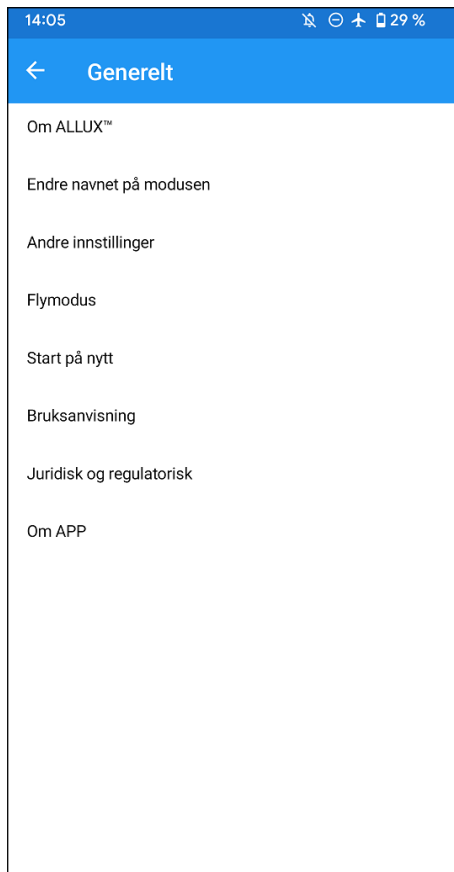 14:05 29 %
Generelt
Om ALLUX™
Endre navnet på modusen
Andre innstillinger
Flymodus
Start på nytt
Bruksanvisning
Juridisk og regulatorisk
Om APP